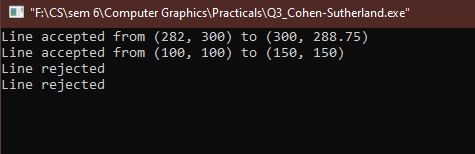 "F:\CS\sem 6\Computer Graphics\Practicals\Q3_Cohen-Sutherland.exe"
Line accepted from (282, 300) to (300, 288.75)
Line accepted from (100, 100) to (150, 150)
Line rejected
Line rejected